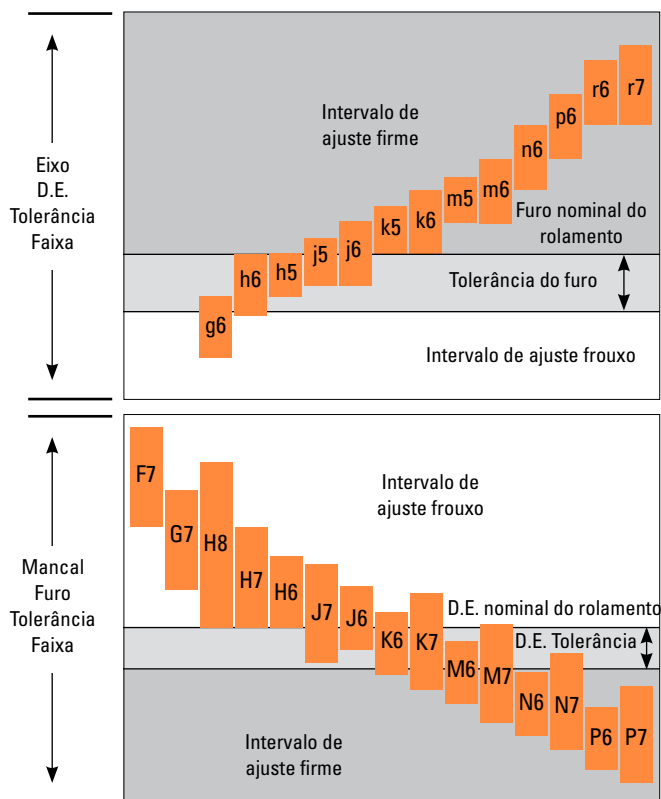 Eixo
D.E.
Tolerância
Faixa
Intervalo de
ajuste firme
Furo nominal do
rolamento
Tolerância do furo
Intervalo de ajuste frouxo
g6
h6
h5
j5
j6
k5
k6
m5
m6
n6
p6
r6
r7
Mancal
Furo
Tolerância
Faixa
Intervalo de
ajuste frouxo
D.E. nominal do rolamento
D.E. Tolerância
Intervalo de
ajuste firme
F7
G7
H8
H7
H6
J7
J6
K6
K7
M6
M7
N6
N7
P6
P7